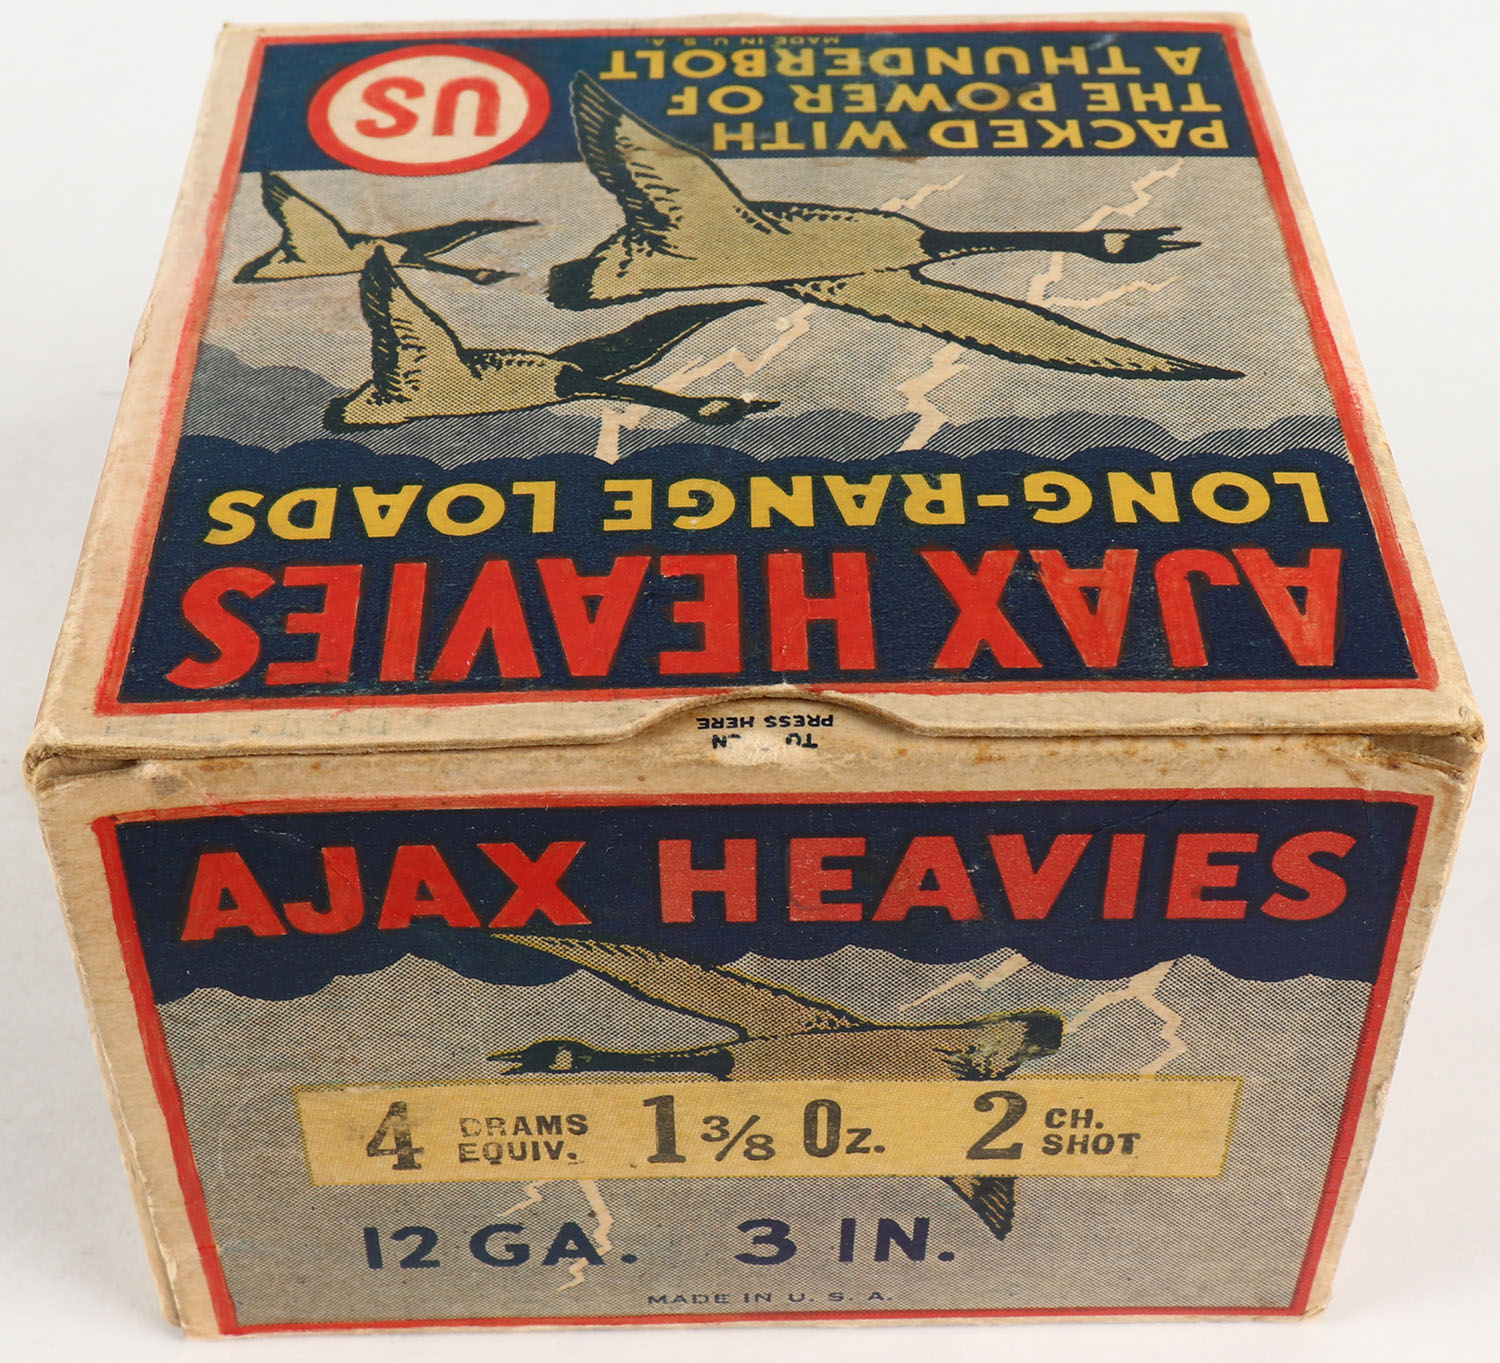 US
PACKED WITH
THE POWER OF
A THUNDERBOLT
MADE IN U. S. A.
LONG-RANGE LOADS
AJAX HEAVIES
PRESS HERE
TO
AJAX HEAVIES
4 DRAMS EQUIV. 1 3/8 OZ. 2 CH. SHOT
12 GA. 3 IN.
MADE IN U. S. A.